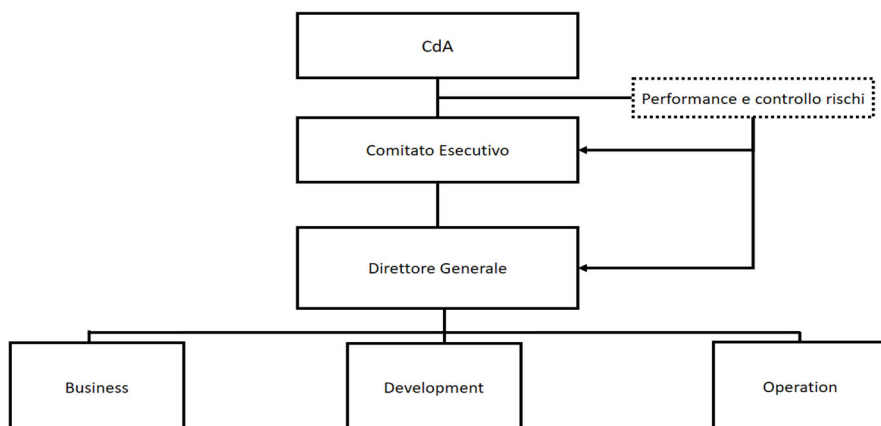 CdA
Performance e controllo rischi
Comitato Esecutivo
Direttore Generale
Business
Development
Operation